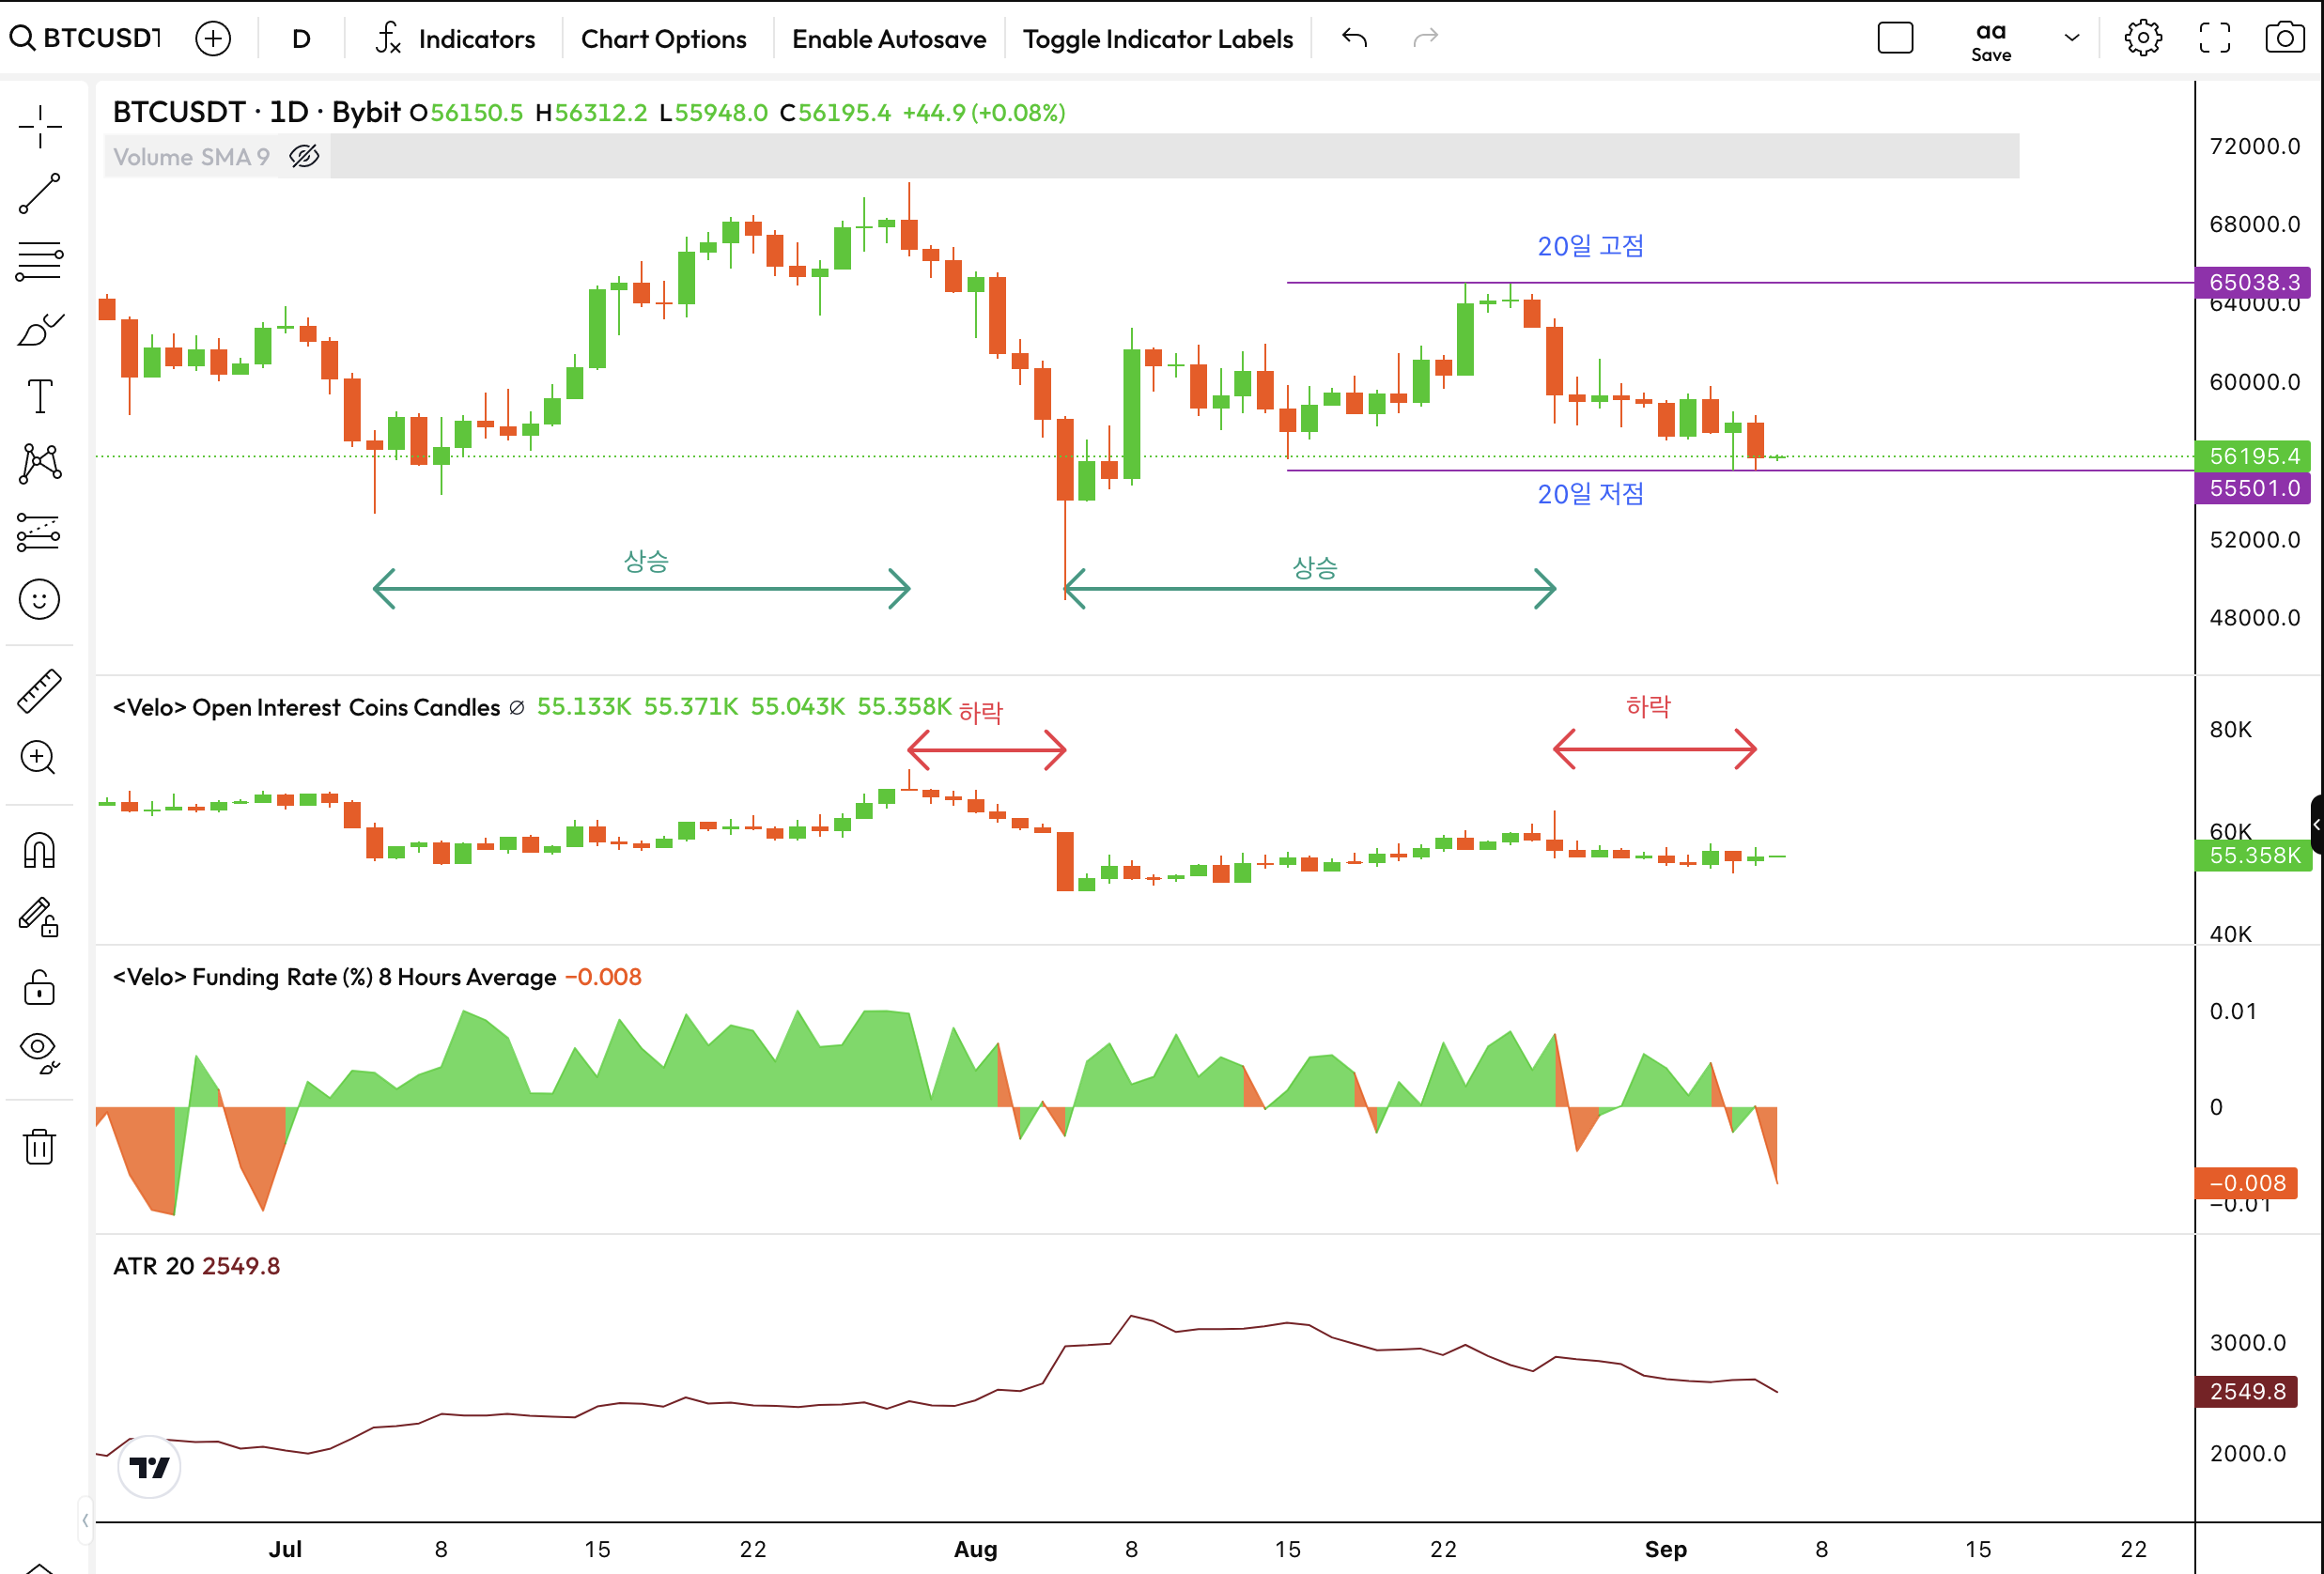 BTCUSDT D Indicators Chart Options Enable Autosave Toggle Indicator Labels aa
Save
BTCUSDT · 1D · Bybit O56150.5 H56312.2 L55948.0 C56195.4 +44.9 (+0.08%)
Volume SMA 9
72000.0
68000.0
20일 고점
65038.3
64000.0
60000.0
56195.4
55501.0
20일 저점
52000.0
상승
상승
48000.0
<Velo> Open Interest Coins Candles ∅ 55.133K 55.371K 55.043K 55.358K
하락
하락
80K
60K
55.358K
40K
<Velo> Funding Rate (%) 8 Hours Average −0.008
0.01
0
−0.008
−0.01
ATR 20 2549.8
3000.0
2549.8
2000.0
Jul 8 15 22 Aug 8 15 22 Sep 8 15 22